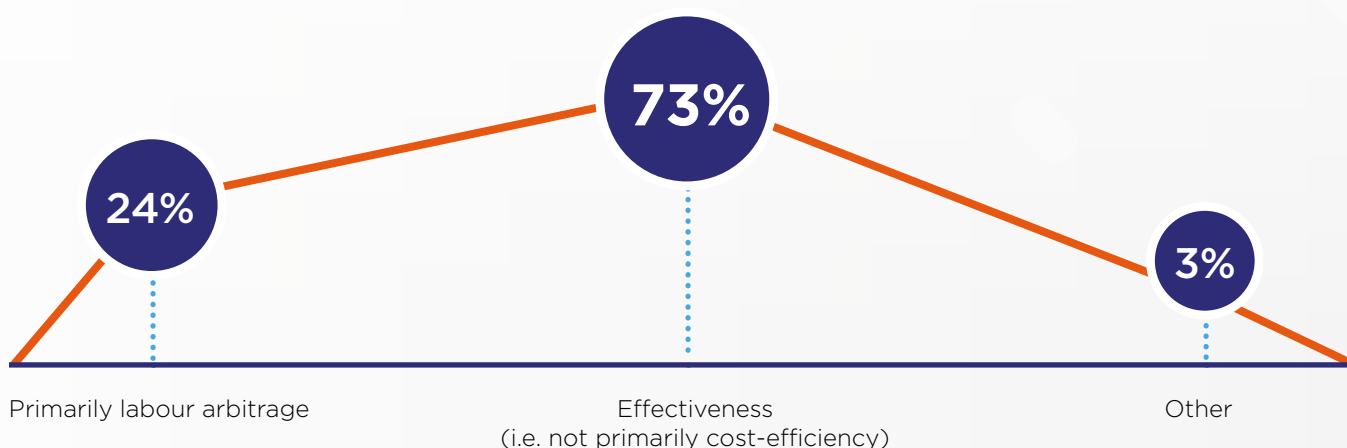 73%
24%
3%
Primarily labour arbitrage
Effectiveness
(i.e. not primarily cost-efficiency)
Other